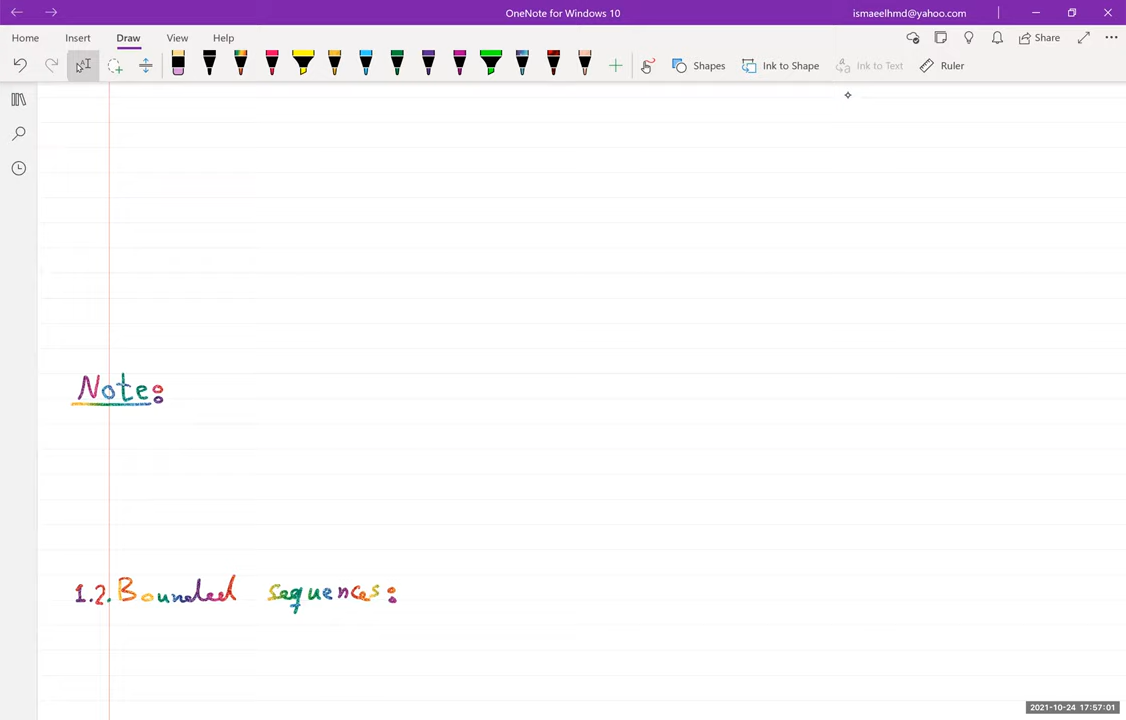 OneNote for Windows 10
ismaeelhmd@yahoo.com
Home Insert Draw View Help
Share
Shapes Ink to Shape Ink to Text Ruler
Note:
1.2. Bounded sequences:
2021-10-24 17:57:01